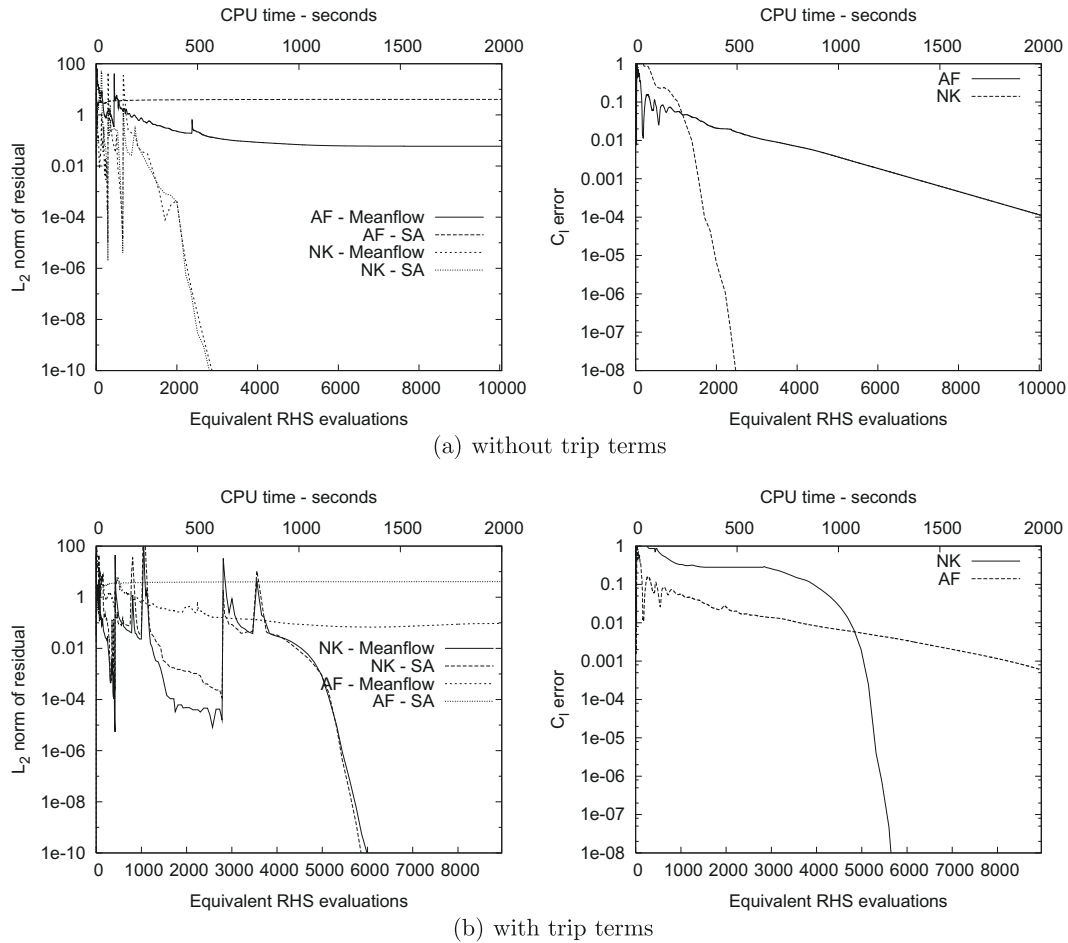 CPU time - seconds
0 500 1000 1500 2000
100
1
0.01
1e-04
1e-06
1e-08
1e-10
L2 norm of residual
AF - Meanflow
AF - SA
NK - Meanflow
NK - SA
0 2000 4000 6000 8000 10000
Equivalent RHS evaluations
CPU time - seconds
0 500 1000 1500 2000
1
0.1
0.01
0.001
1e-04
1e-05
1e-06
1e-07
1e-08
Cl error
AF
NK
0 2000 4000 6000 8000 10000
Equivalent RHS evaluations
(a) without trip terms
CPU time - seconds
0 500 1000 1500 2000
100
1
0.01
1e-04
1e-06
1e-08
1e-10
L2 norm of residual
NK - Meanflow
NK - SA
AF - Meanflow
AF - SA
0 1000 2000 3000 4000 5000 6000 7000 8000
Equivalent RHS evaluations
CPU time - seconds
0 500 1000 1500 2000
1
0.1
0.01
0.001
1e-04
1e-05
1e-06
1e-07
1e-08
Cl error
NK
AF
0 1000 2000 3000 4000 5000 6000 7000 8000
Equivalent RHS evaluations
(b) with trip terms